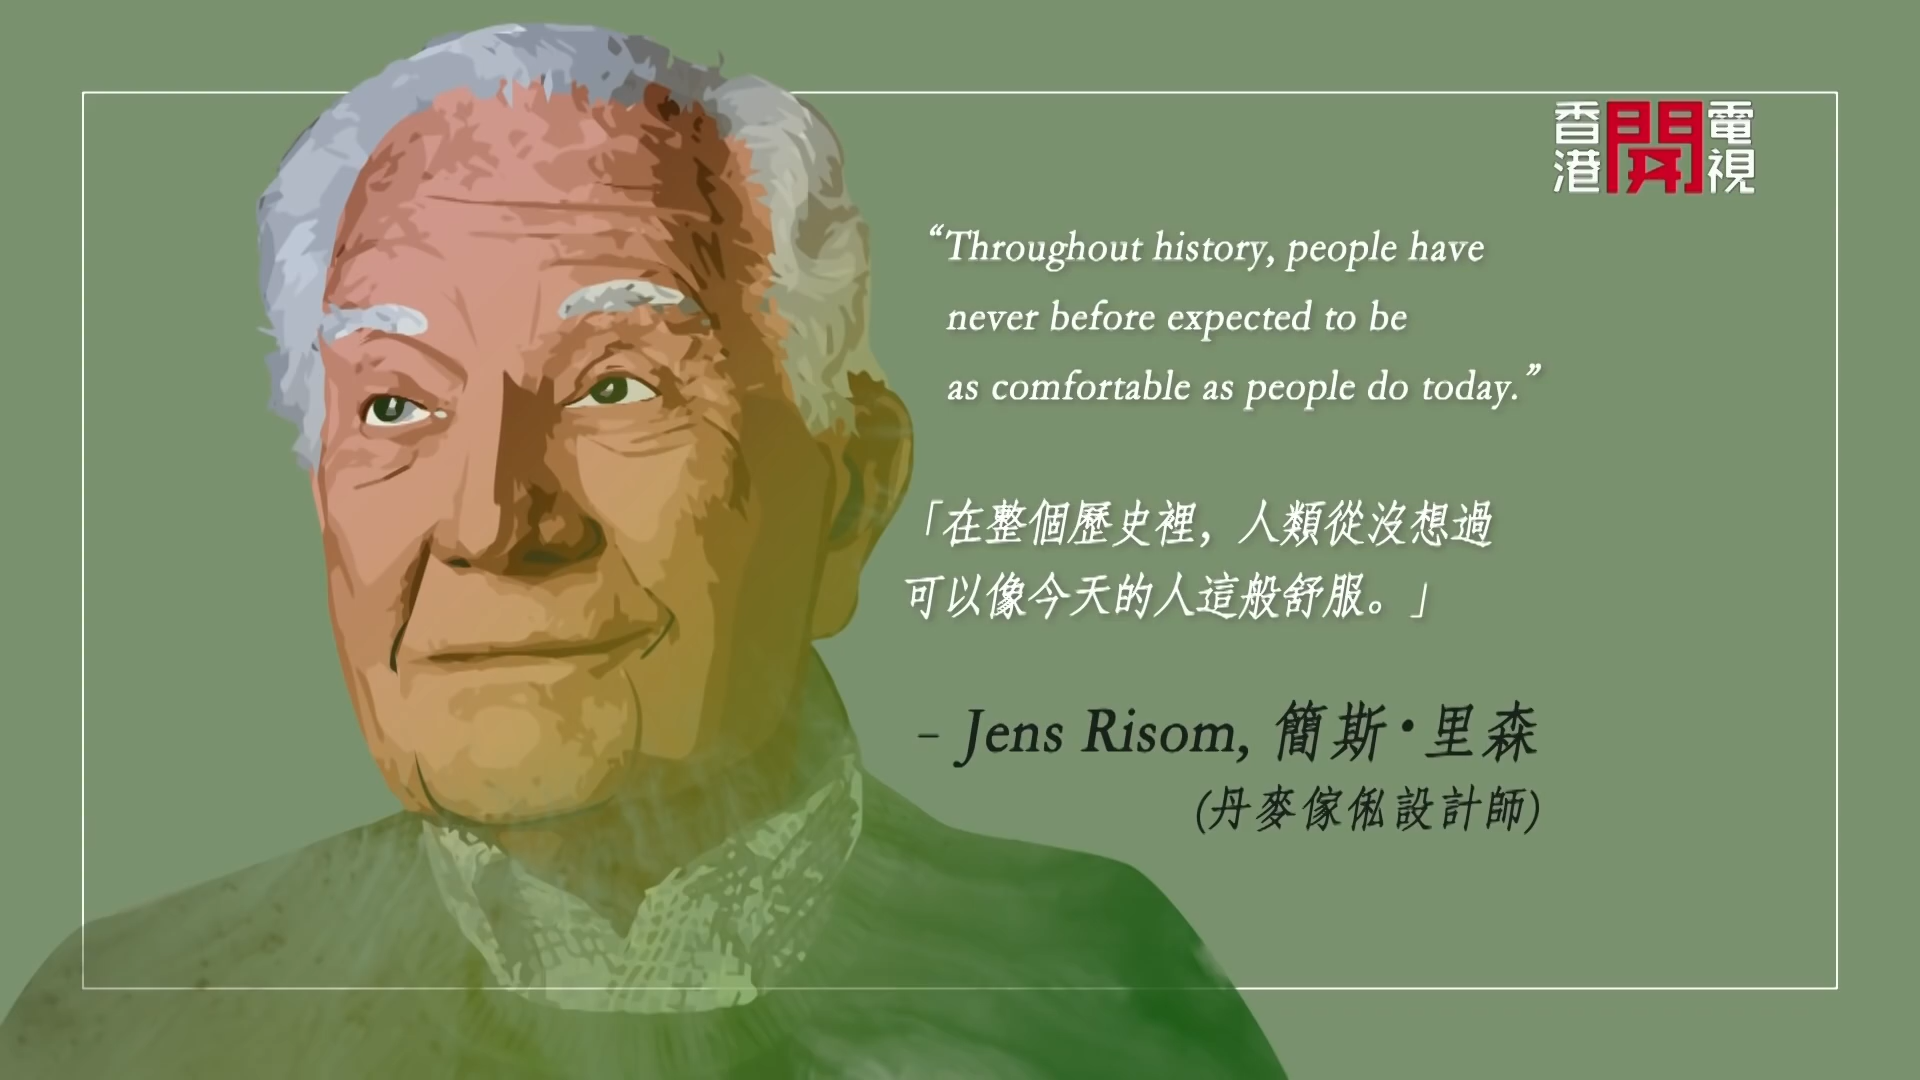 香港開電視
“Throughout history, people have
never before expected to be
as comfortable as people do today.”
「在整個歷史裡，人類從沒想過
可以像今天的人這般舒服。」
– Jens Risom, 簡斯·里森
(丹麥傢俬設計師)